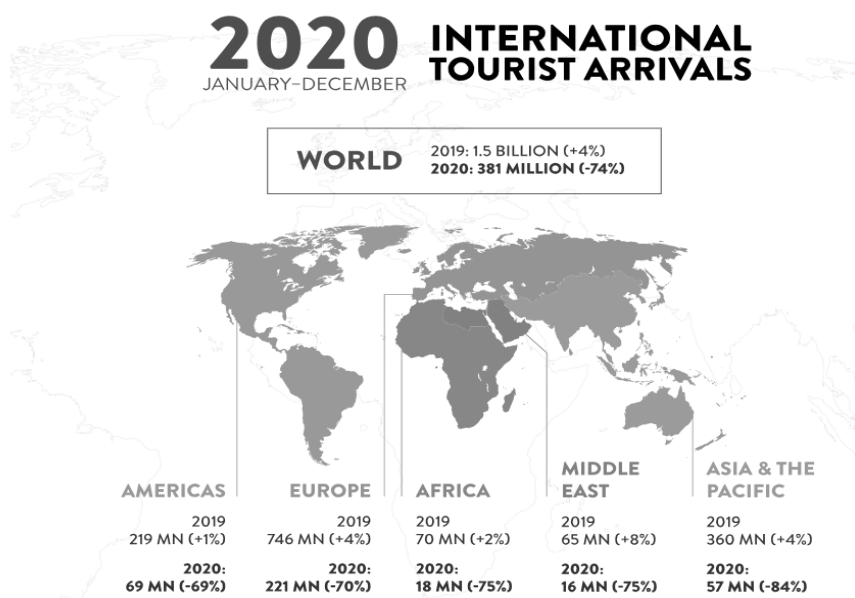 2020
JANUARY–DECEMBER
INTERNATIONAL
TOURIST ARRIVALS
WORLD
2019: 1.5 BILLION (+4%)
2020: 381 MILLION (-74%)
AMERICAS
2019
219 MN (+1%)
2020:
69 MN (-69%)
EUROPE
2019
746 MN (+4%)
2020:
221 MN (-70%)
AFRICA
2019
70 MN (+2%)
2020:
18 MN (-75%)
MIDDLE
EAST
2019
65 MN (+8%)
2020:
16 MN (-75%)
ASIA & THE
PACIFIC
2019
360 MN (+4%)
2020:
57 MN (-84%)